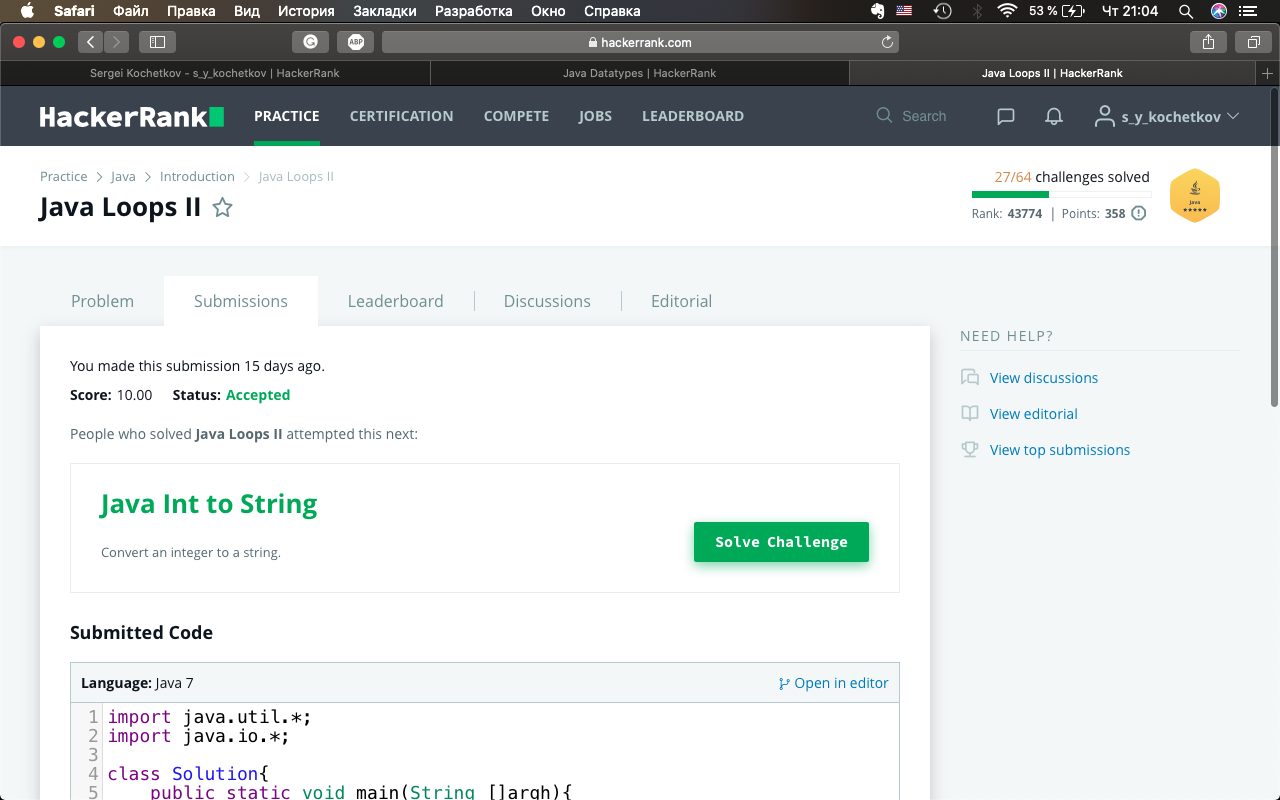 Safari Файл Правка Вид История Закладки Разработка Окно Справка 53 % Чт 21:04
ABP hackerrank.com
Sergei Kochetkov - s_y_kochetkov | HackerRank Java Datatypes | HackerRank Java Loops II | HackerRank
HackerRank PRACTICE CERTIFICATION COMPETE JOBS LEADERBOARD Search s_y_kochetkov
Practice Java Introduction Java Loops II
27/64 challenges solved
Java Loops II
Rank: 43774 | Points: 358
Java
Problem Submissions Leaderboard Discussions Editorial
NEED HELP?
You made this submission 15 days ago.
View discussions
Score: 10.00 Status: Accepted
View editorial
People who solved Java Loops II attempted this next:
View top submissions
Java Int to String
Convert an integer to a string.
Solve Challenge
Submitted Code
Language: Java 7 Open in editor
1 import java.util.*;
2 import java.io.*;
3
4 class Solution{
5 public static void main(String []argh){